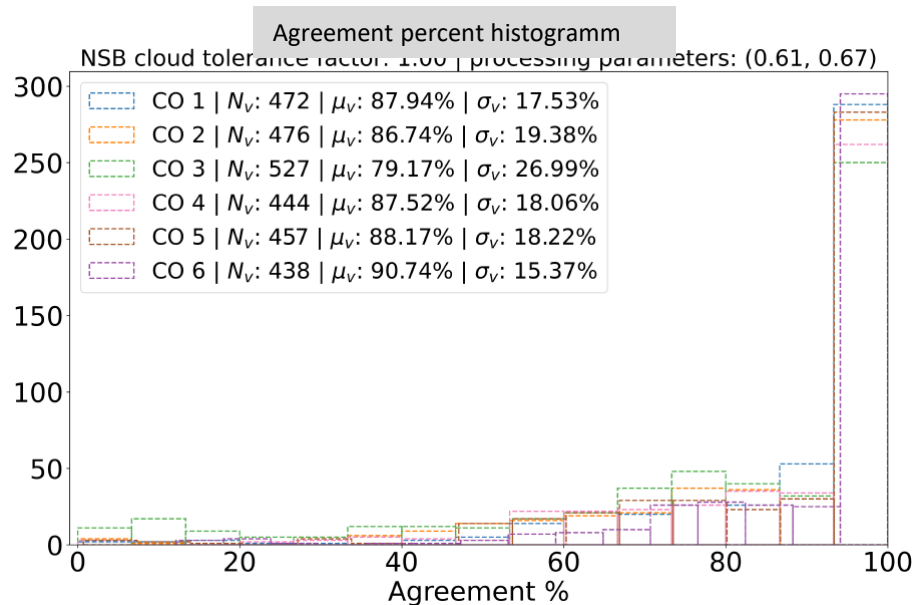 Agreement percent histogramm
NSB cloud tolerance factor: 1.00 | processing parameters: (0.61, 0.67)
300
250
200
150
100
50
0
CO 1 | Nᵥ: 472 | μᵥ: 87.94% | σᵥ: 17.53%
CO 2 | Nᵥ: 476 | μᵥ: 86.74% | σᵥ: 19.38%
CO 3 | Nᵥ: 527 | μᵥ: 79.17% | σᵥ: 26.99%
CO 4 | Nᵥ: 444 | μᵥ: 87.52% | σᵥ: 18.06%
CO 5 | Nᵥ: 457 | μᵥ: 88.17% | σᵥ: 18.22%
CO 6 | Nᵥ: 438 | μᵥ: 90.74% | σᵥ: 15.37%
0 20 40 60 80 100
Agreement %